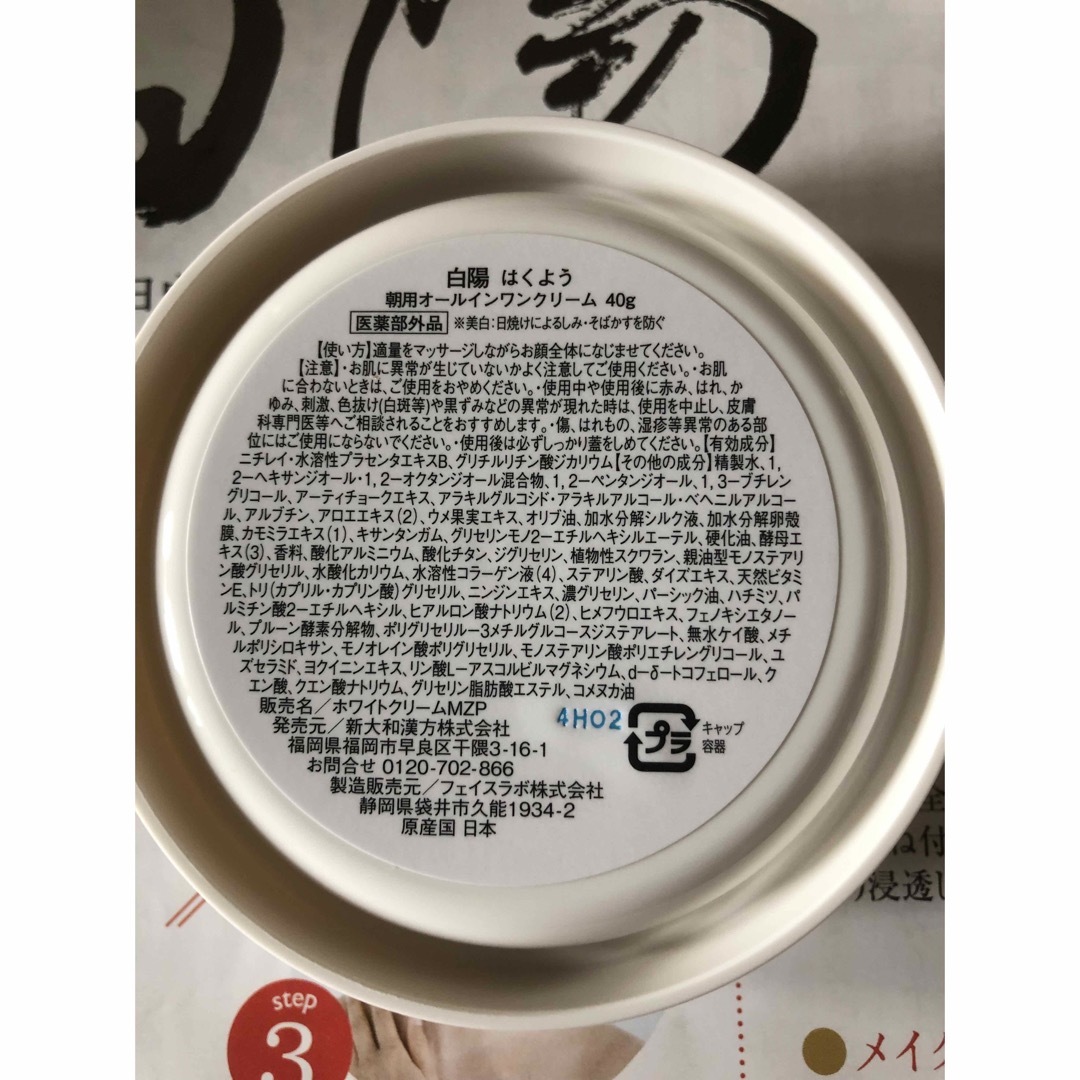 陽
白陽 はくよう
朝用オールインワンクリーム 40g
医薬部外品 ※美白:日焼けによるしみ・そばかすを防ぐ
【使い方】適量をマッサージしながらお顔全体になじませてください。
【注意】・お肌に異常が生じていないかよく注意してご使用ください。・お肌
に合わないときは、ご使用をおやめください。・使用中や使用後に赤み、はれ、か
ゆみ、刺激、色抜け(白斑等)や黒ずみなどの異常が現れた時は、使用を中止し、皮膚
科専門医等へご相談されることをおすすめします。・傷、はれもの、湿疹等異常のある部
位にはご使用にならないでください。・使用後は必ずしっかり蓋をしめてください。【有効成分】
ニチレイ・水溶性プラセンタエキスB、グリチルリチン酸ジカリウム【その他の成分】精製水、1,
2ーヘキサンジオール・1,2ーオクタンジオール混合物、1,2ーペンタンジオール、1,3ーブチレン
グリコール、アーティチョークエキス、アラキルグルコシド・アラキルアルコール・ベヘニルアルコー
ル、アルブチン、アロエエキス(2)、ウメ果実エキス、オリブ油、加水分解シルク液、加水分解卵殻
膜、カモミラエキス(1)、キサンタンガム、グリセリンモノ2ーエチルヘキシルエーテル、硬化油、酵母エ
キス(3)、香料、酸化アルミニウム、酸化チタン、ジグリセリン、植物性スクワラン、親油型モノステアリ
ン酸グリセリル、水酸化カリウム、水溶性コラーゲン液(4)、ステアリン酸、ダイズエキス、天然ビタミ
ンE、トリ(カプリル・カプリン酸)グリセリル、ニンジンエキス、濃グリセリン、パーシック油、ハチミツ、パ
ルミチン酸2ーエチルヘキシル、ヒアルロン酸ナトリウム(2)、ヒメフウロエキス、フェノキシエタノー
ル、プルーン酵素分解物、ポリグリセリルー3メチルグルコースジステアレート、無水ケイ酸、メチ
ルポリシロキサン、モノオレイン酸ポリグリセリル、モノステアリン酸ポリエチレングリコール、ユ
ズセラミド、ヨクイニンエキス、リン酸Lーアスコルビルマグネシウム、dーδートコフェロール、ク
エン酸、クエン酸ナトリウム、グリセリン脂肪酸エステル、コメヌカ油
販売名/ホワイトクリームMZP
発売元/新大和漢方株式会社
福岡県福岡市早良区干隈3-16-1
お問合せ 0120-702-866
製造販売元/フェイスラボ株式会社
静岡県袋井市久能1934-2
原産国 日本
4H02
プラ
キャップ
容器
ね付
浸透し
step
3
メイク